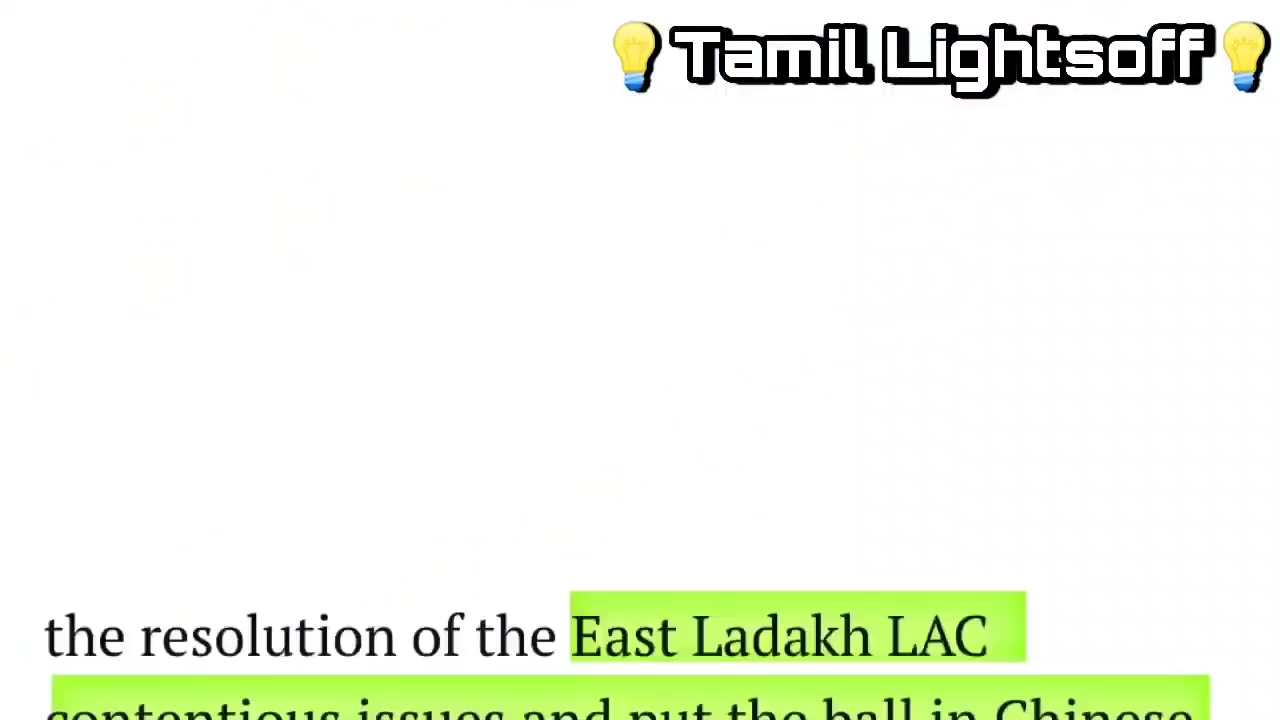 Tamil Lightsoff
the resolution of the East Ladakh LAC
contentious issues and put the ball in Chinese